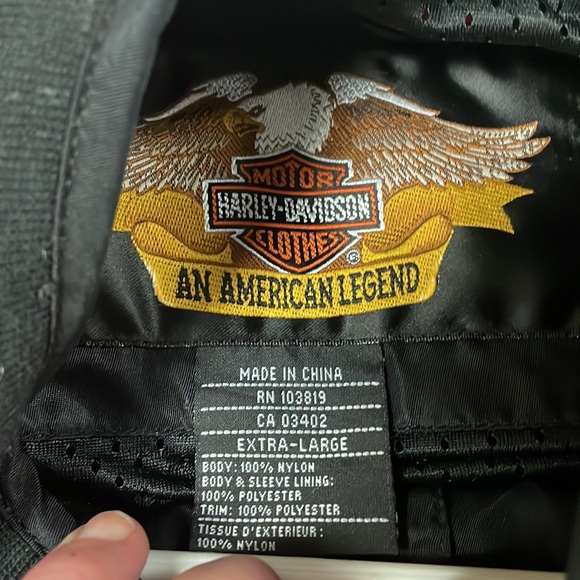 MOTOR
HARLEY-DAVIDSON
CLOTHES
®
AN AMERICAN LEGEND
MADE IN CHINA
RN 103819
CA 03402
EXTRA-LARGE
BODY: 100% NYLON
BODY & SLEEVE LINING:
100% POLYESTER
TRIM: 100% POLYESTER
TISSUE D'EXTERIEUR:
100% NYLON